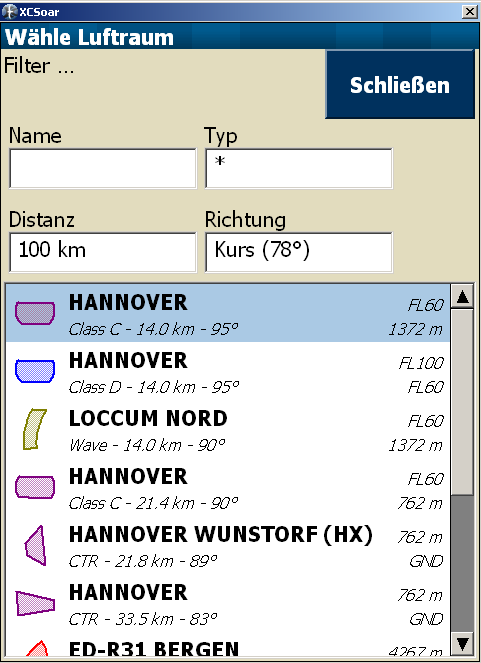 XCSoar
Wähle Luftraum
Filter ...
Schließen
Name
Typ
*
Distanz
Richtung
100 km
Kurs (78°)
HANNOVER
FL60
Class C - 14.0 km - 95°
1372 m
HANNOVER
FL100
Class D - 14.0 km - 95°
FL60
LOCCUM NORD
FL60
Wave - 14.0 km - 90°
1372 m
HANNOVER
FL60
Class C - 21.4 km - 90°
762 m
HANNOVER WUNSTORF (HX)
762 m
CTR - 21.8 km - 89°
GND
HANNOVER
762 m
CTR - 33.5 km - 83°
GND
ED-R31 BERGEN
4267 m